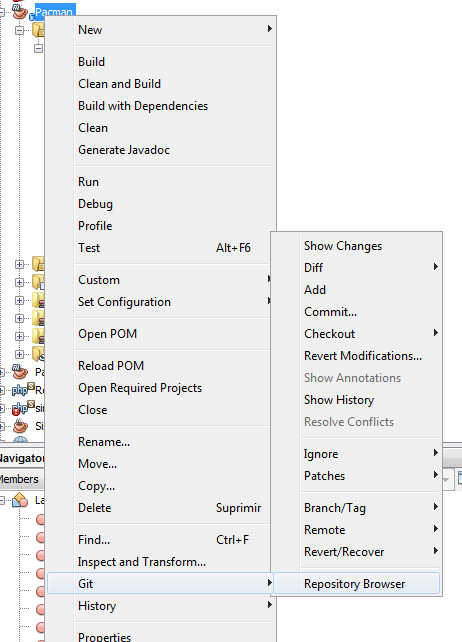 Pacman
New
Build
Clean and Build
Build with Dependencies
Clean
Generate Javadoc
Run
Debug
Profile
Test Alt+F6
Custom
Set Configuration
Open POM
Reload POM
Open Required Projects
Close
Rename...
Move...
Copy...
Delete Suprimir
Find... Ctrl+F
Inspect and Transform...
Git
History
Properties
Show Changes
Diff
Add
Commit...
Checkout
Revert Modifications...
Show Annotations
Show History
Resolve Conflicts
Ignore
Patches
Branch/Tag
Remote
Revert/Recover
Repository Browser
Pa
php Re
sin
Si
Navigator
Members
La